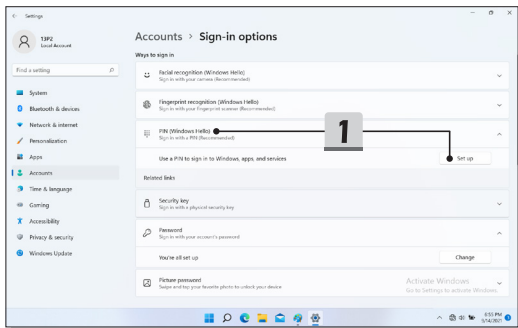 Settings
13P2
Local Account
Find a setting
System
Bluetooth & devices
Network & internet
Personalization
Apps
Accounts
Time & language
Gaming
Accessibility
Privacy & security
Windows Update
Accounts > Sign-in options
Ways to sign in
Facial recognition (Windows Hello)
Sign in with your camera (Recommended)
Fingerprint recognition (Windows Hello)
Sign in with your fingerprint scanner (Recommended)
PIN (Windows Hello)
Sign in with a PIN (Recommended)
1
Use a PIN to sign in to Windows, apps, and services
Set up
Related links
Security key
Sign in with a physical security key
Password
Sign in with your account's password
You're all set up
Change
Picture password
Swipe and tap your favorite photo to unlock your device
Activate Windows
Go to Settings to activate Windows.
6:55 PM
5/14/2021